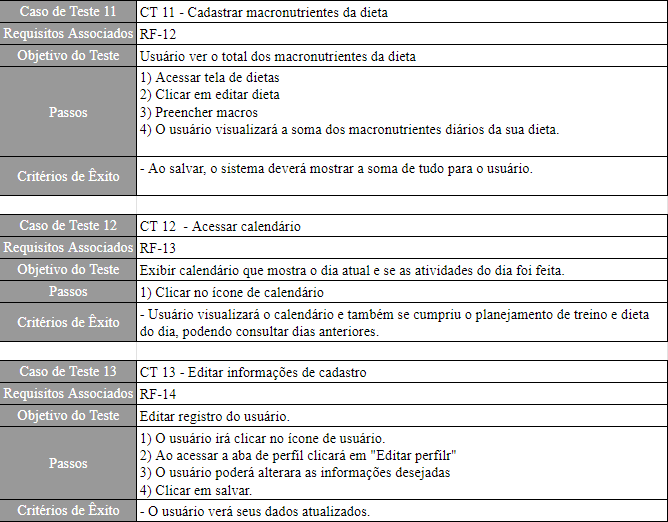 Caso de Teste 11 CT 11 - Cadastrar macronutrientes da dieta
Requisitos Associados RF-12
Objetivo do Teste Usuário ver o total dos macronutrientes da dieta
Passos
1) Acessar tela de dietas
2) Clicar em editar dieta
3) Preencher macros
4) O usuário visualizará a soma dos macronutrientes diários da sua dieta.
Critérios de Êxito - Ao salvar, o sistema deverá mostrar a soma de tudo para o usuário.
Caso de Teste 12 CT 12 - Acessar calendário
Requisitos Associados RF-13
Objetivo do Teste Exibir calendário que mostra o dia atual e se as atividades do dia foi feita.
Passos 1) Clicar no ícone de calendário
Critérios de Êxito
- Usuário visualizará o calendário e também se cumpriu o planejamento de treino e dieta
do dia, podendo consultar dias anteriores.
Caso de Teste 13 CT 13 - Editar informações de cadastro
Requisitos Associados RF-14
Objetivo do Teste Editar registro do usuário.
Passos
1) O usuário irá clicar no ícone de usuário.
2) Ao acessar a aba de perfil clicará em "Editar perfilr"
3) O usuário poderá alterara as informações desejadas
4) Clicar em salvar.
Critérios de Êxito - O usuário verá seus dados atualizados.